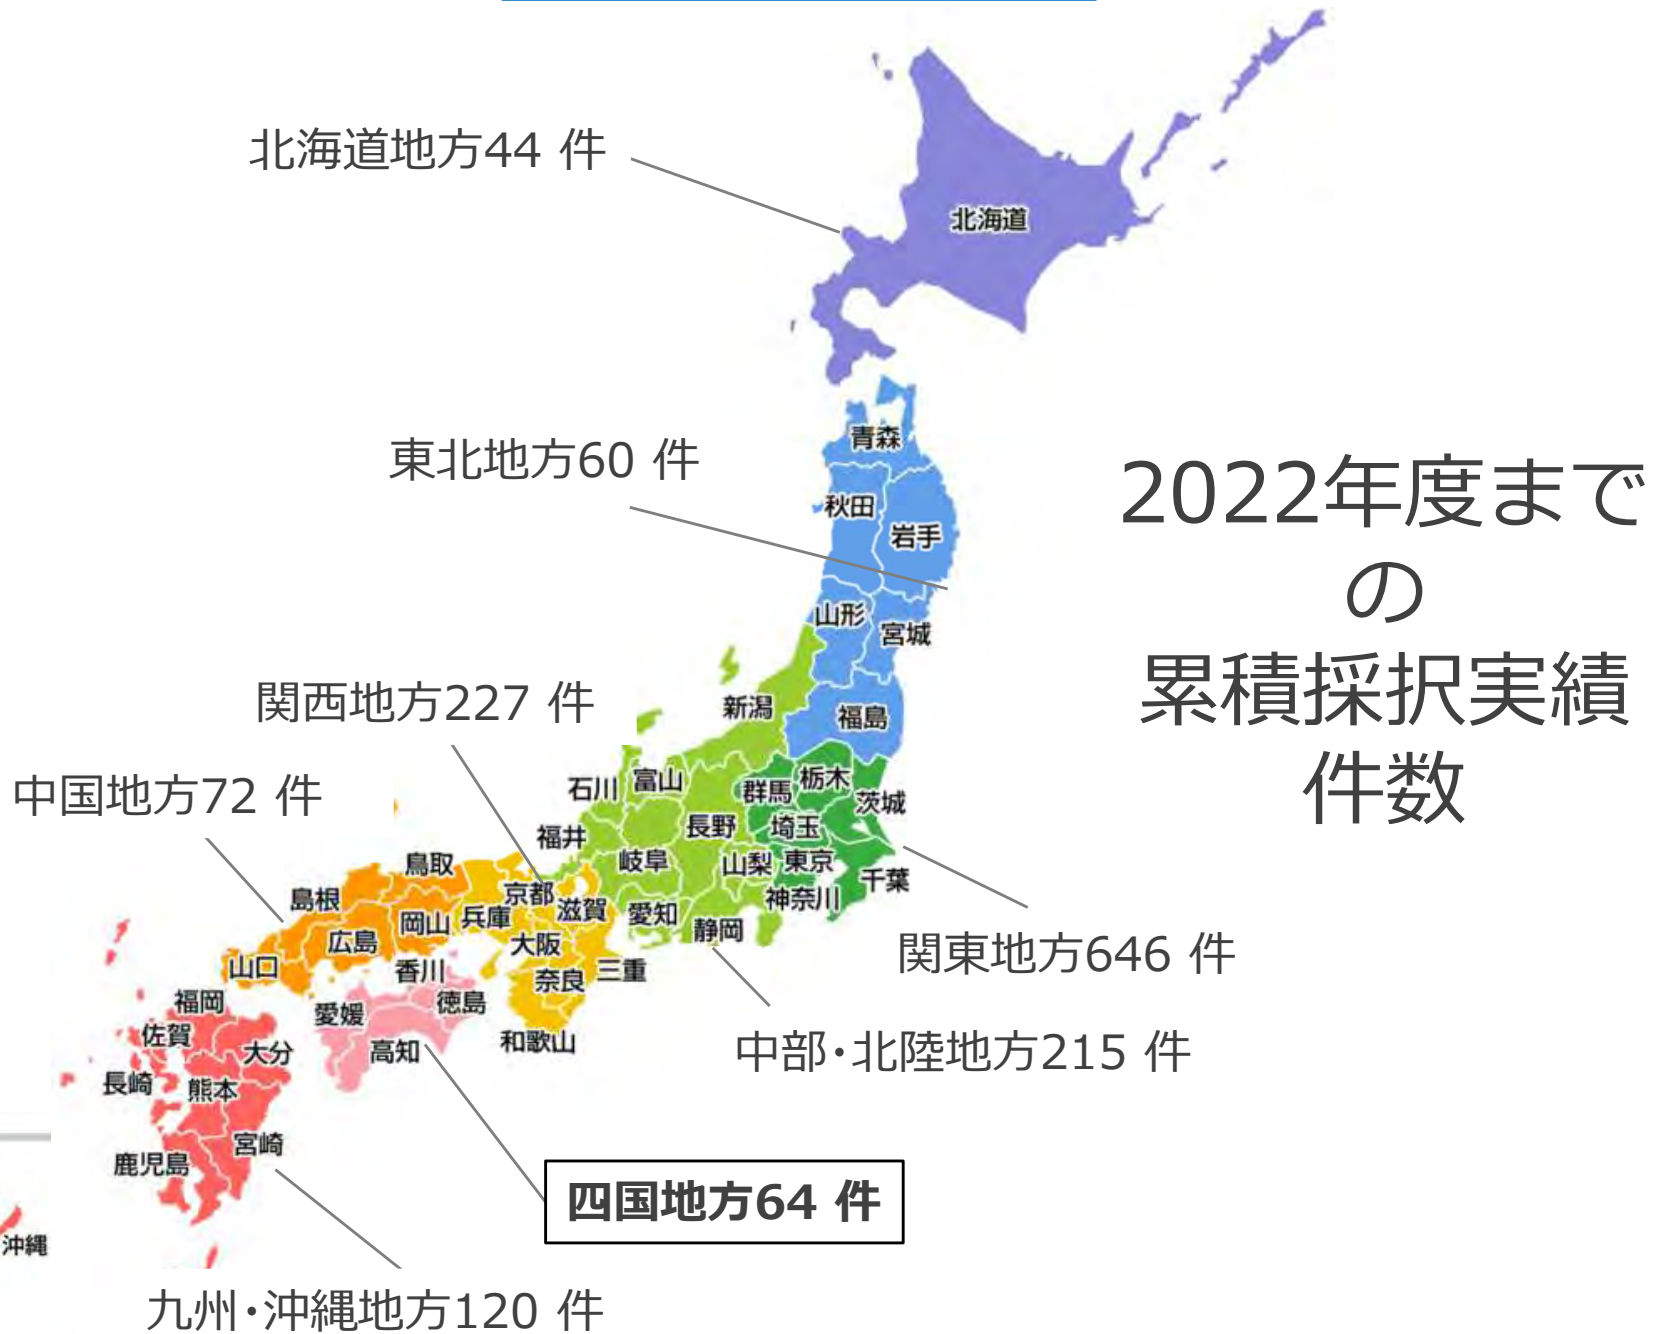 北海道地方44 件
北海道
東北地方60 件
青森
秋田
岩手
山形
宮城
福島
2022年度まで
の
累積採択実績
件数
関西地方227 件
新潟
中国地方72 件
石川
富山
群馬
栃木
茨城
福井
長野
埼玉
岐阜
山梨
東京
千葉
神奈川
鳥取
島根
京都
滋賀
愛知
静岡
岡山
兵庫
広島
大阪
関東地方646 件
山口
香川
奈良
三重
福岡
愛媛
徳島
佐賀
大分
高知
和歌山
中部・北陸地方215 件
長崎
熊本
宮崎
鹿児島
四国地方64 件
沖縄
九州・沖縄地方120 件